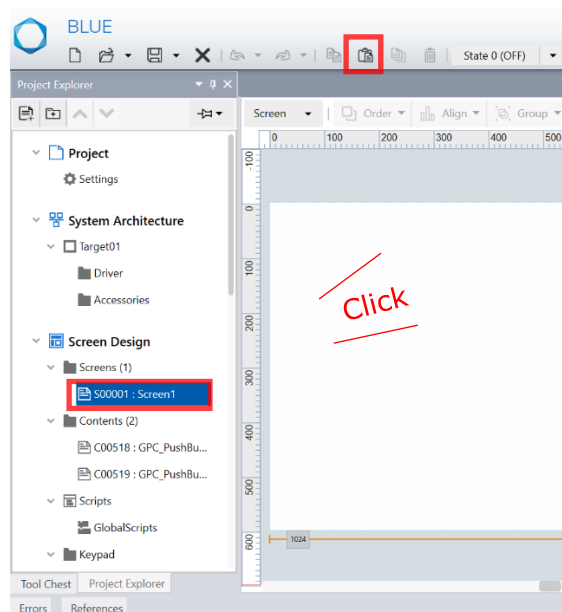 BLUE
State 0 (OFF)
Project Explorer
Screen Order Align Group
0 100 200 300 400 500
-100
0
100
200
300
400
500
600
Project
Settings
System Architecture
Target01
Driver
Accessories
Screen Design
Screens (1)
S00001 : Screen1
Contents (2)
C00518 : GPC_PushBu...
C00519 : GPC_PushBu...
Scripts
GlobalScripts
Keypad
Click
1024
Tool Chest Project Explorer
Errors References